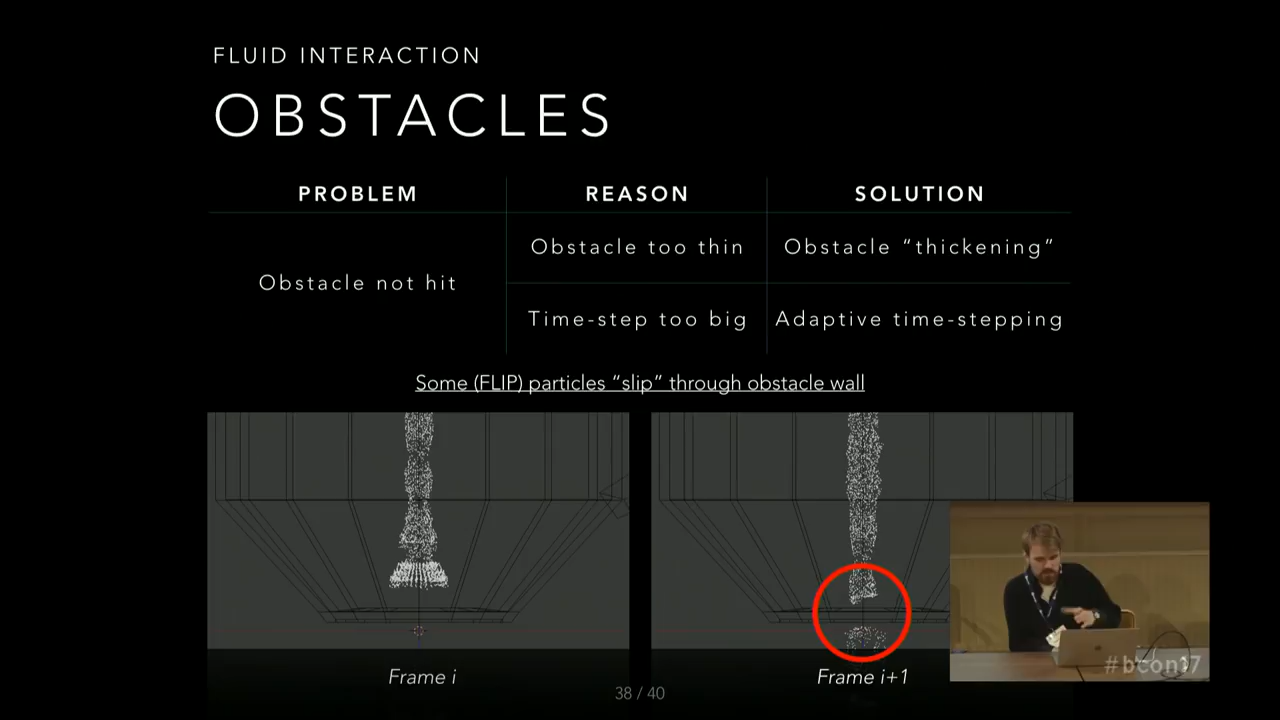 FLUID INTERACTION
OBSTACLES
PROBLEM REASON SOLUTION
Obstacle not hit
Obstacle too thin Obstacle “thickening”
Time-step too big Adaptive time-stepping
Some (FLIP) particles “slip” through obstacle wall
Frame i Frame i+1
38 / 40
#bcon17